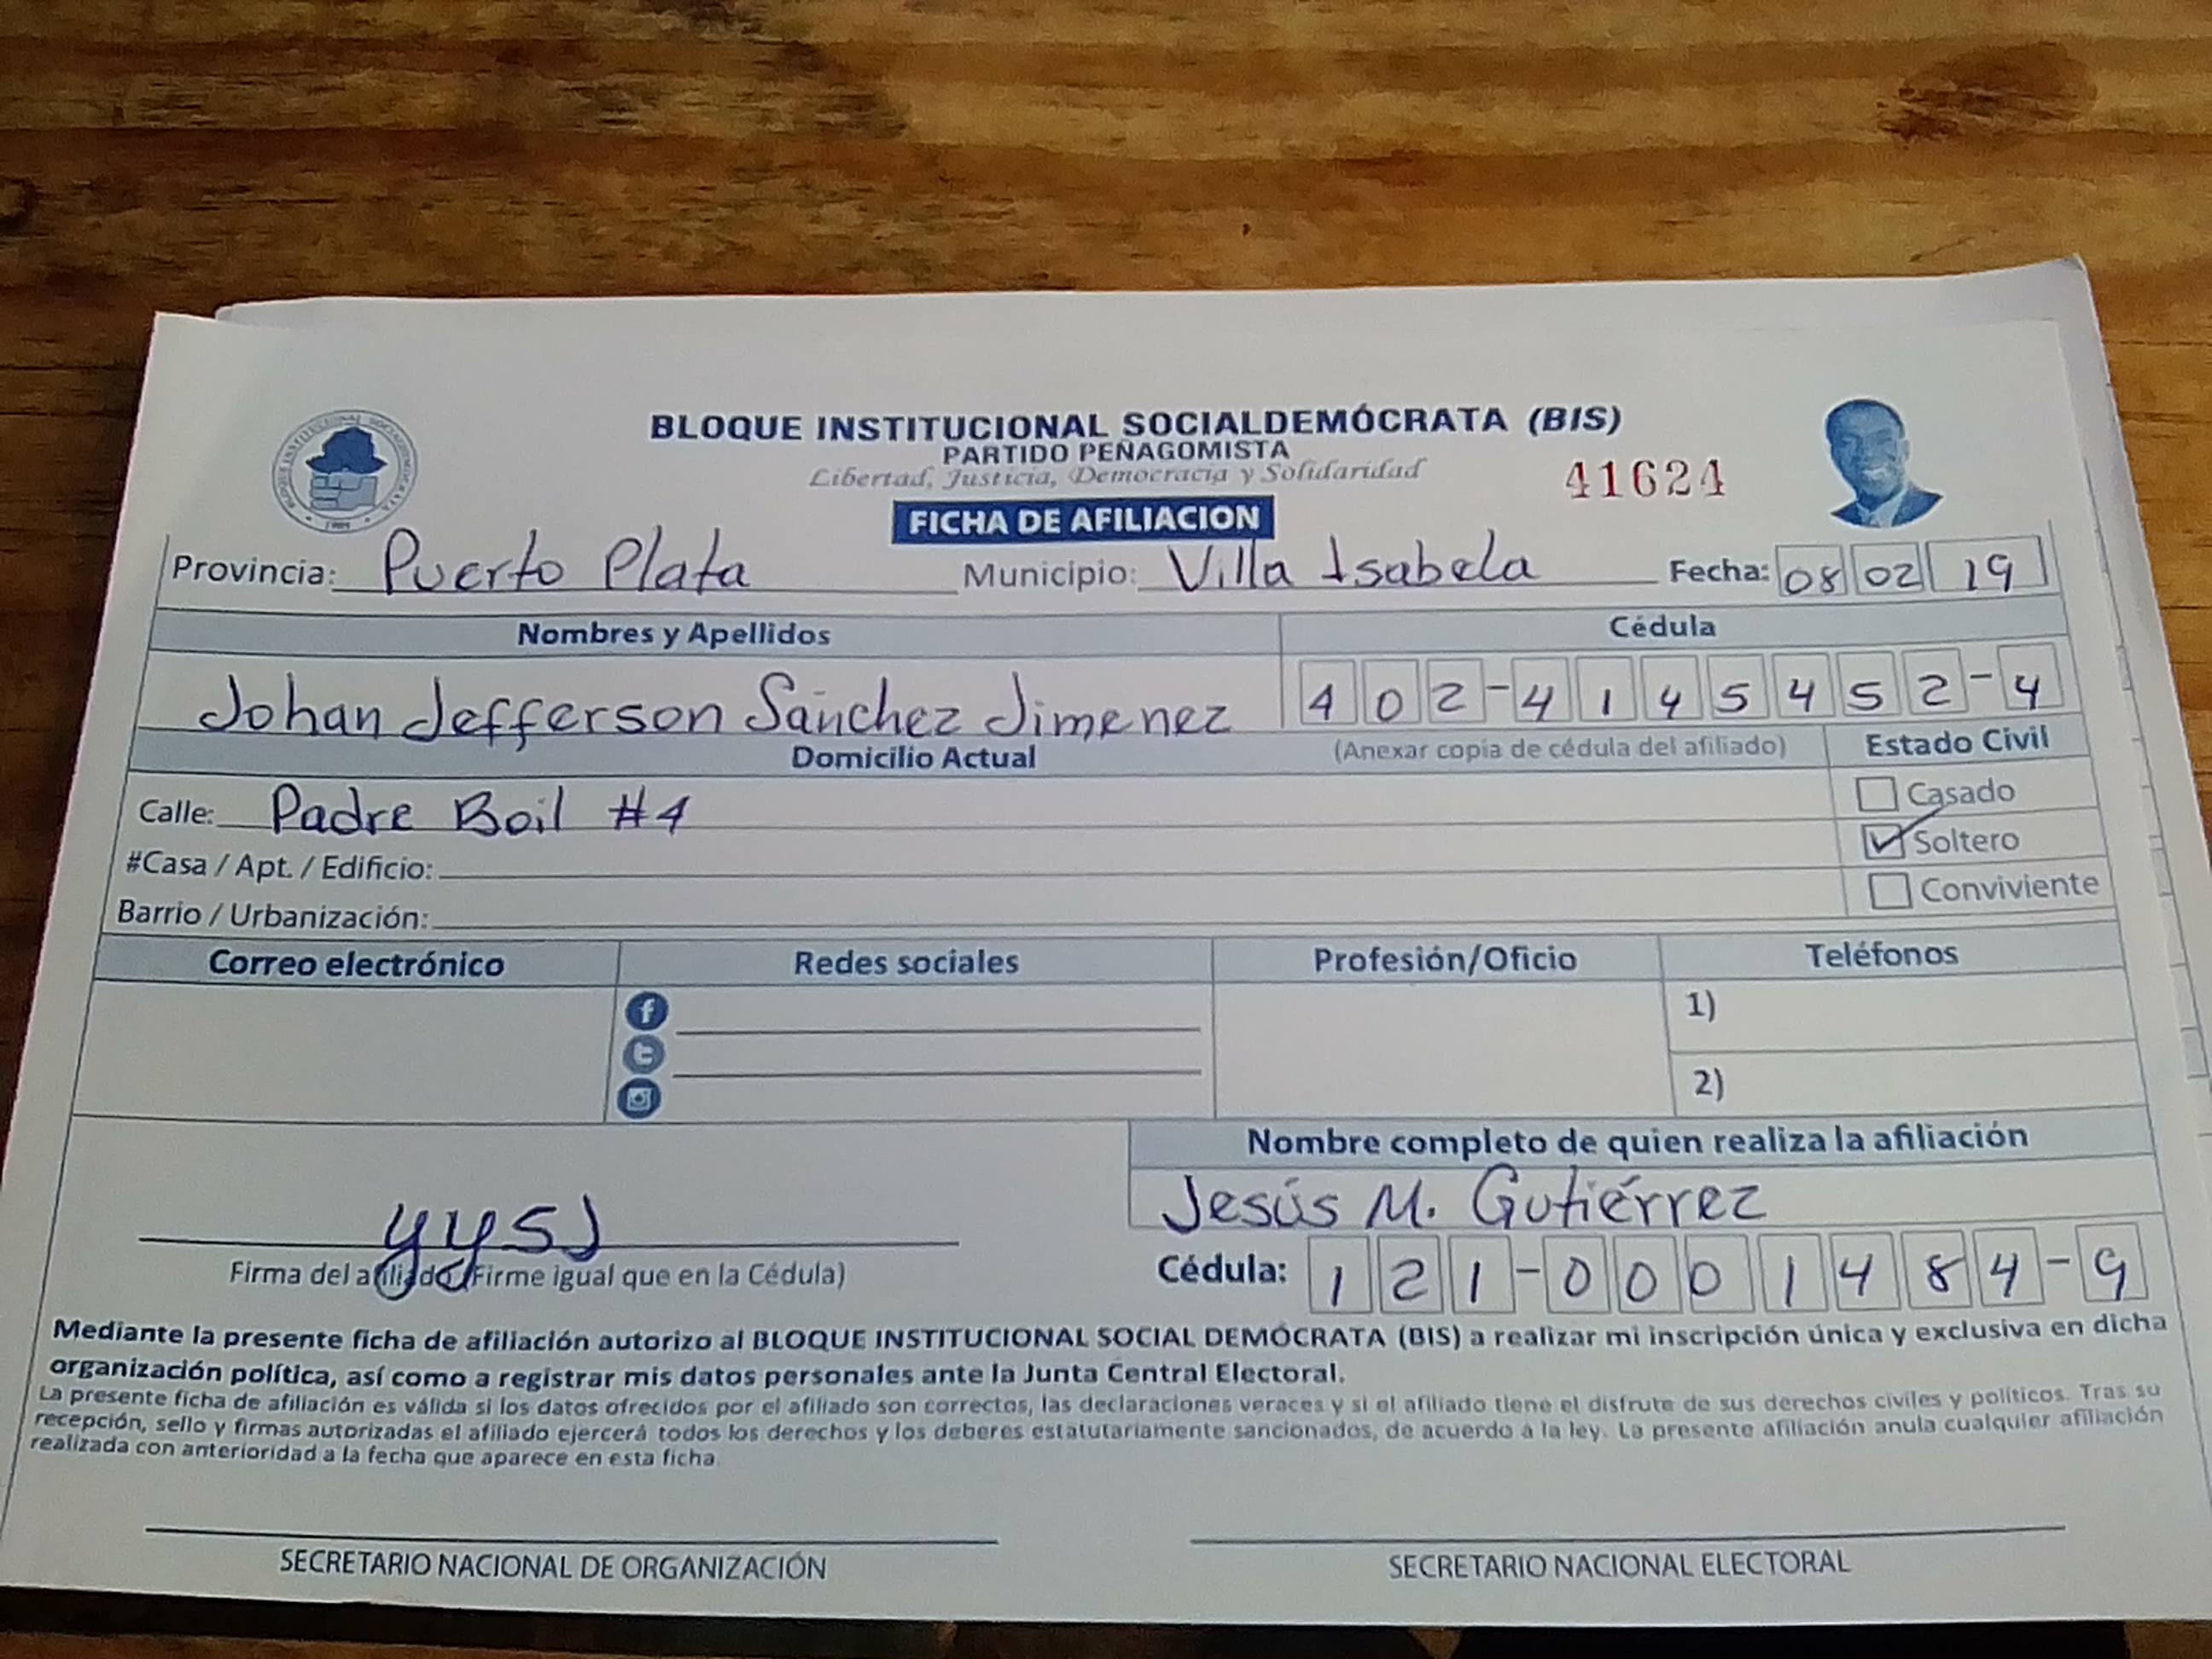 BLOQUE INSTITUCIONAL SOCIALDEMÓCRATA (BIS)
PARTIDO PEÑAGOMISTA
Libertad, Justicia, Democracia y Solidaridad
41624
FICHA DE AFILIACION
Provincia: Puerto Plata Municipio: Villa Isabela Fecha: 08 02 19
Nombres y Apellidos Cédula
Johan Jefferson Sánchez Jimenez 402-4145452-4
Domicilio Actual (Anexar copia de cédula del afiliado) Estado Civil
Calle: Padre Boil #4 Casado
Soltero
#Casa / Apt. / Edificio:
Conviviente
Barrio / Urbanización:
Correo electrónico Redes sociales Profesión/Oficio Teléfonos
1)
2)
Nombre completo de quien realiza la afiliación
Jesús M. Gutiérrez
Firma del afiliado (Firme igual que en la Cédula) Cédula: 121-0001484-9
Mediante la presente ficha de afiliación autorizo al BLOQUE INSTITUCIONAL SOCIAL DEMÓCRATA (BIS) a realizar mi inscripción única y exclusiva en dicha
organización política, así como a registrar mis datos personales ante la Junta Central Electoral.
La presente ficha de afiliación es válida si los datos ofrecidos por el afiliado son correctos, las declaraciones veraces y si el afiliado tiene el disfrute de sus derechos civiles y políticos. Tras su
recepción, sello y firmas autorizadas el afiliado ejercerá todos los derechos y los deberes estatutariamente sancionados, de acuerdo a la ley. La presente afiliación anula cualquier afiliación
realizada con anterioridad a la fecha que aparece en esta ficha
SECRETARIO NACIONAL DE ORGANIZACIÓN SECRETARIO NACIONAL ELECTORAL